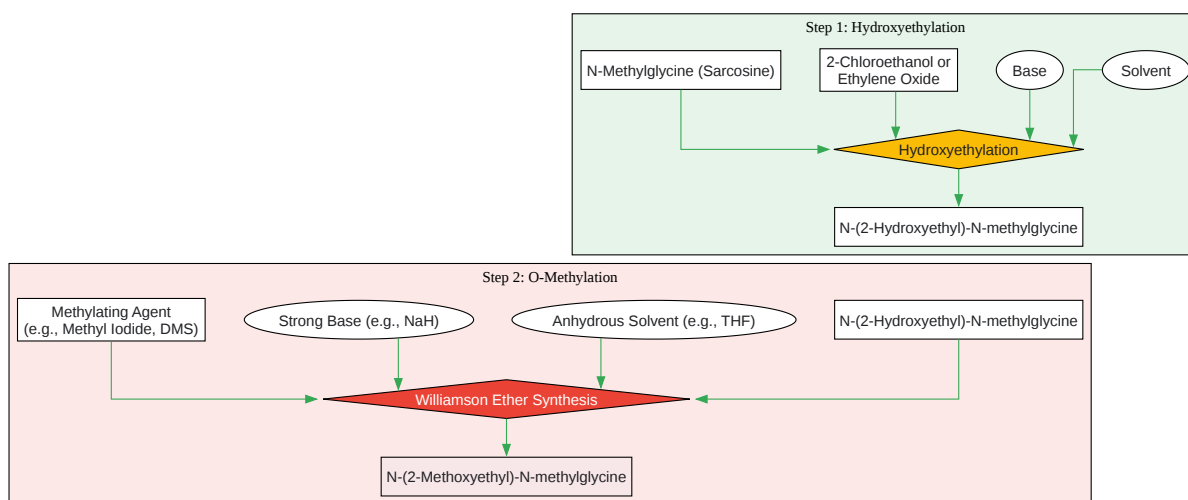 Step 1: Hydroxyethylation
N-Methylglycine (Sarcosine)
2-Chloroethanol or
Ethylene Oxide
Base
Solvent
Hydroxyethylation
N-(2-Hydroxyethyl)-N-methylglycine
Step 2: O-Methylation
Methylating Agent
(e.g., Methyl Iodide, DMS)
Strong Base (e.g., NaH)
Anhydrous Solvent (e.g., THF)
N-(2-Hydroxyethyl)-N-methylglycine
Williamson Ether Synthesis
N-(2-Methoxyethyl)-N-methylglycine